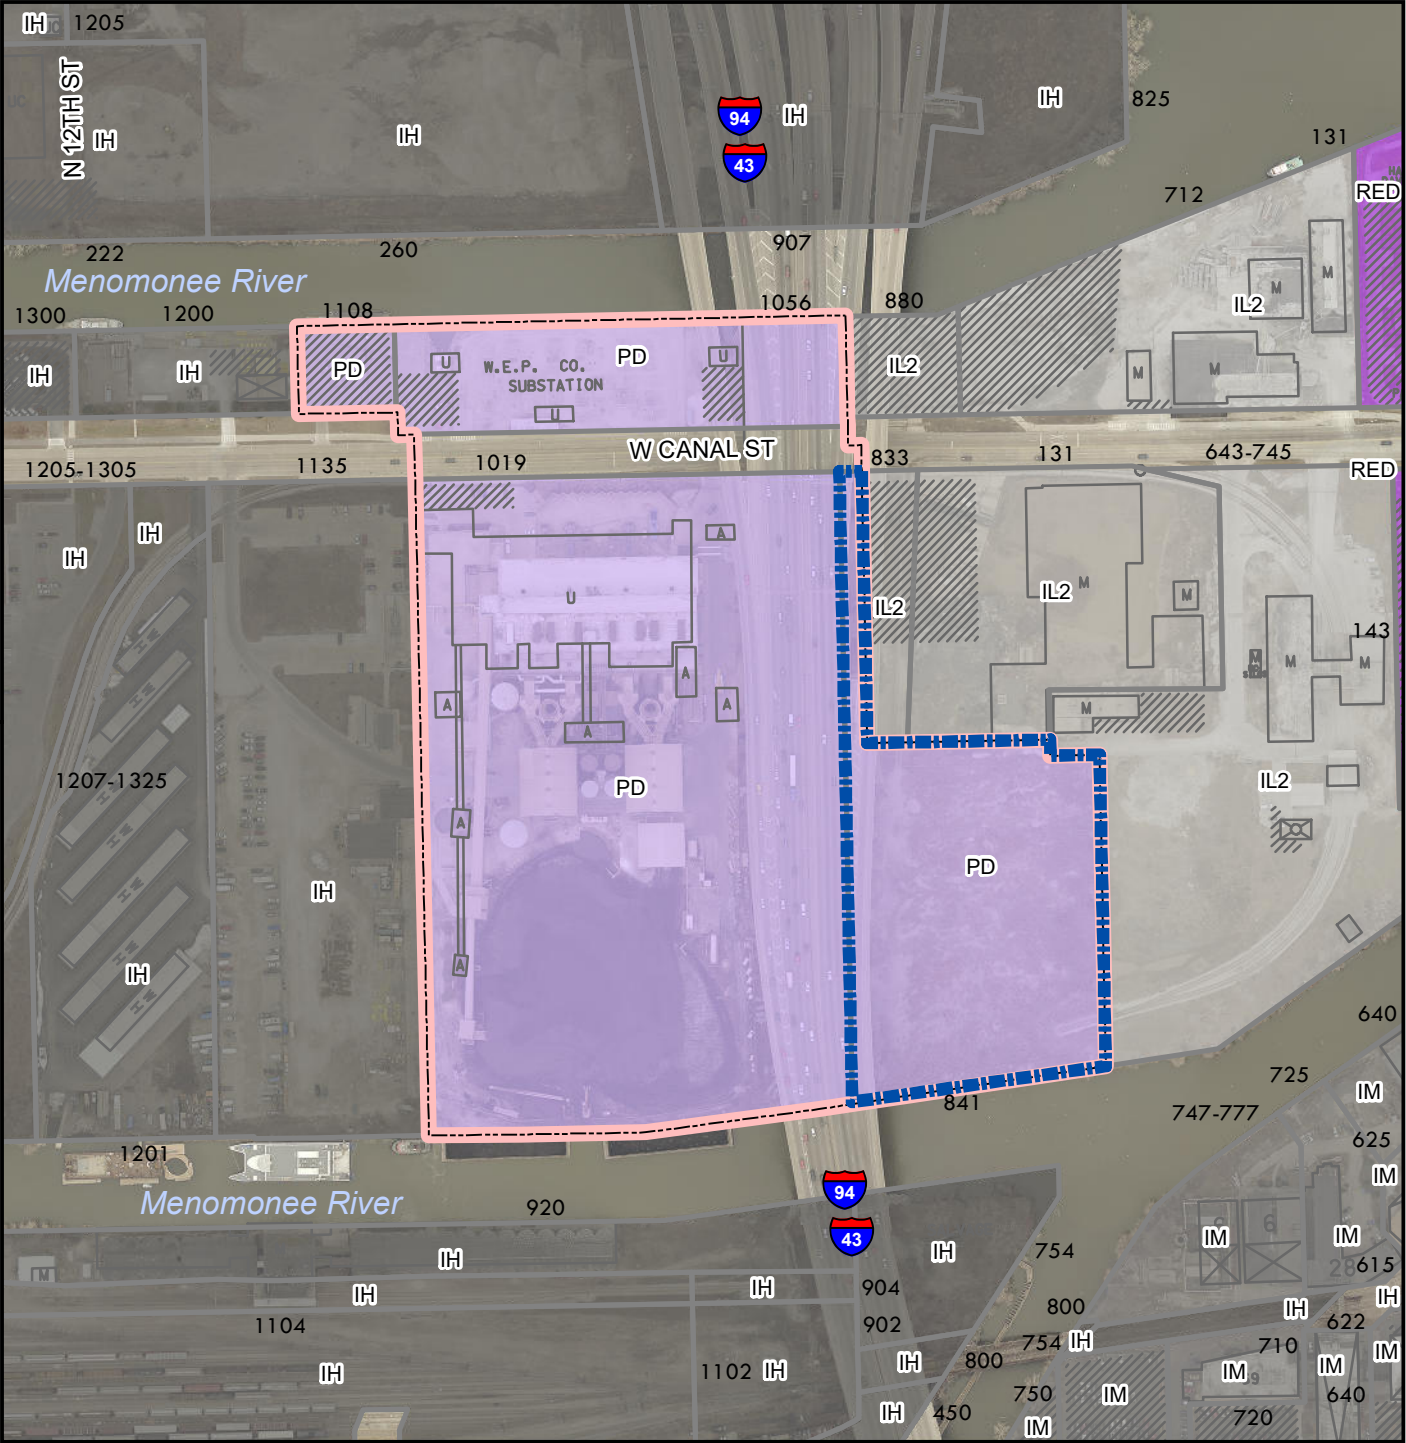 IH 1205
N 12TH ST
IH
IH
94
IH
43
IH
825
131
712
RED
222
260
907
Menomonee River
1300
1200
1108
1056
880
IL2
M
M
IH
IH
PD
U
W.E.P. CO.
SUBSTATION
PD
U
U
IL2
M
M
W CANAL ST
1205-1305
1135
1019
833
131
643-745
RED
IH
IH
A
U
IL2
IL2
M
M
143
M
M
M
A
A
A
A
M
1207-1325
PD
IL2
A
PD
IH
IH
A
640
725
841
747-777
IM
625
1201
IM
94
Menomonee River
920
43
IH
754
IM
6
IM
28
615
IH
M
IH
IH
904
800
IH
IH
622
1104
902
754
IH
710
IM
IH
1102
IH
IH
800
IM
IM
750
IM
640
IH
450
IM
720